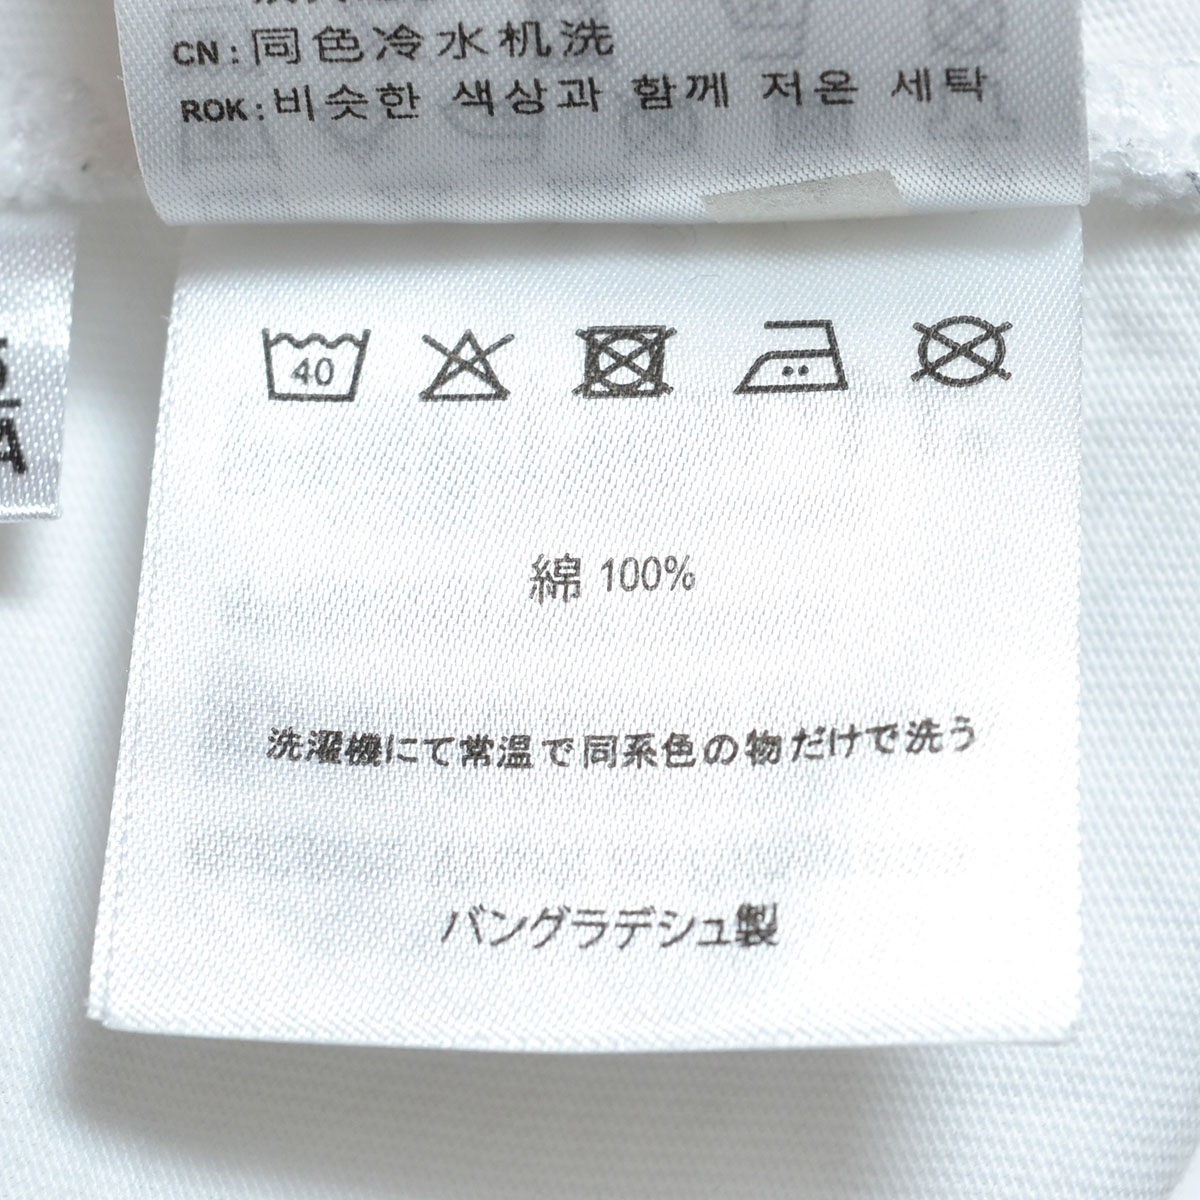 CN: 同色冷水机洗
ROK: 비슷한 색상과 함께 저온 세탁
40
綿 100%
洗濯機にて常温で同系色の物だけで洗う
バングラデシュ製